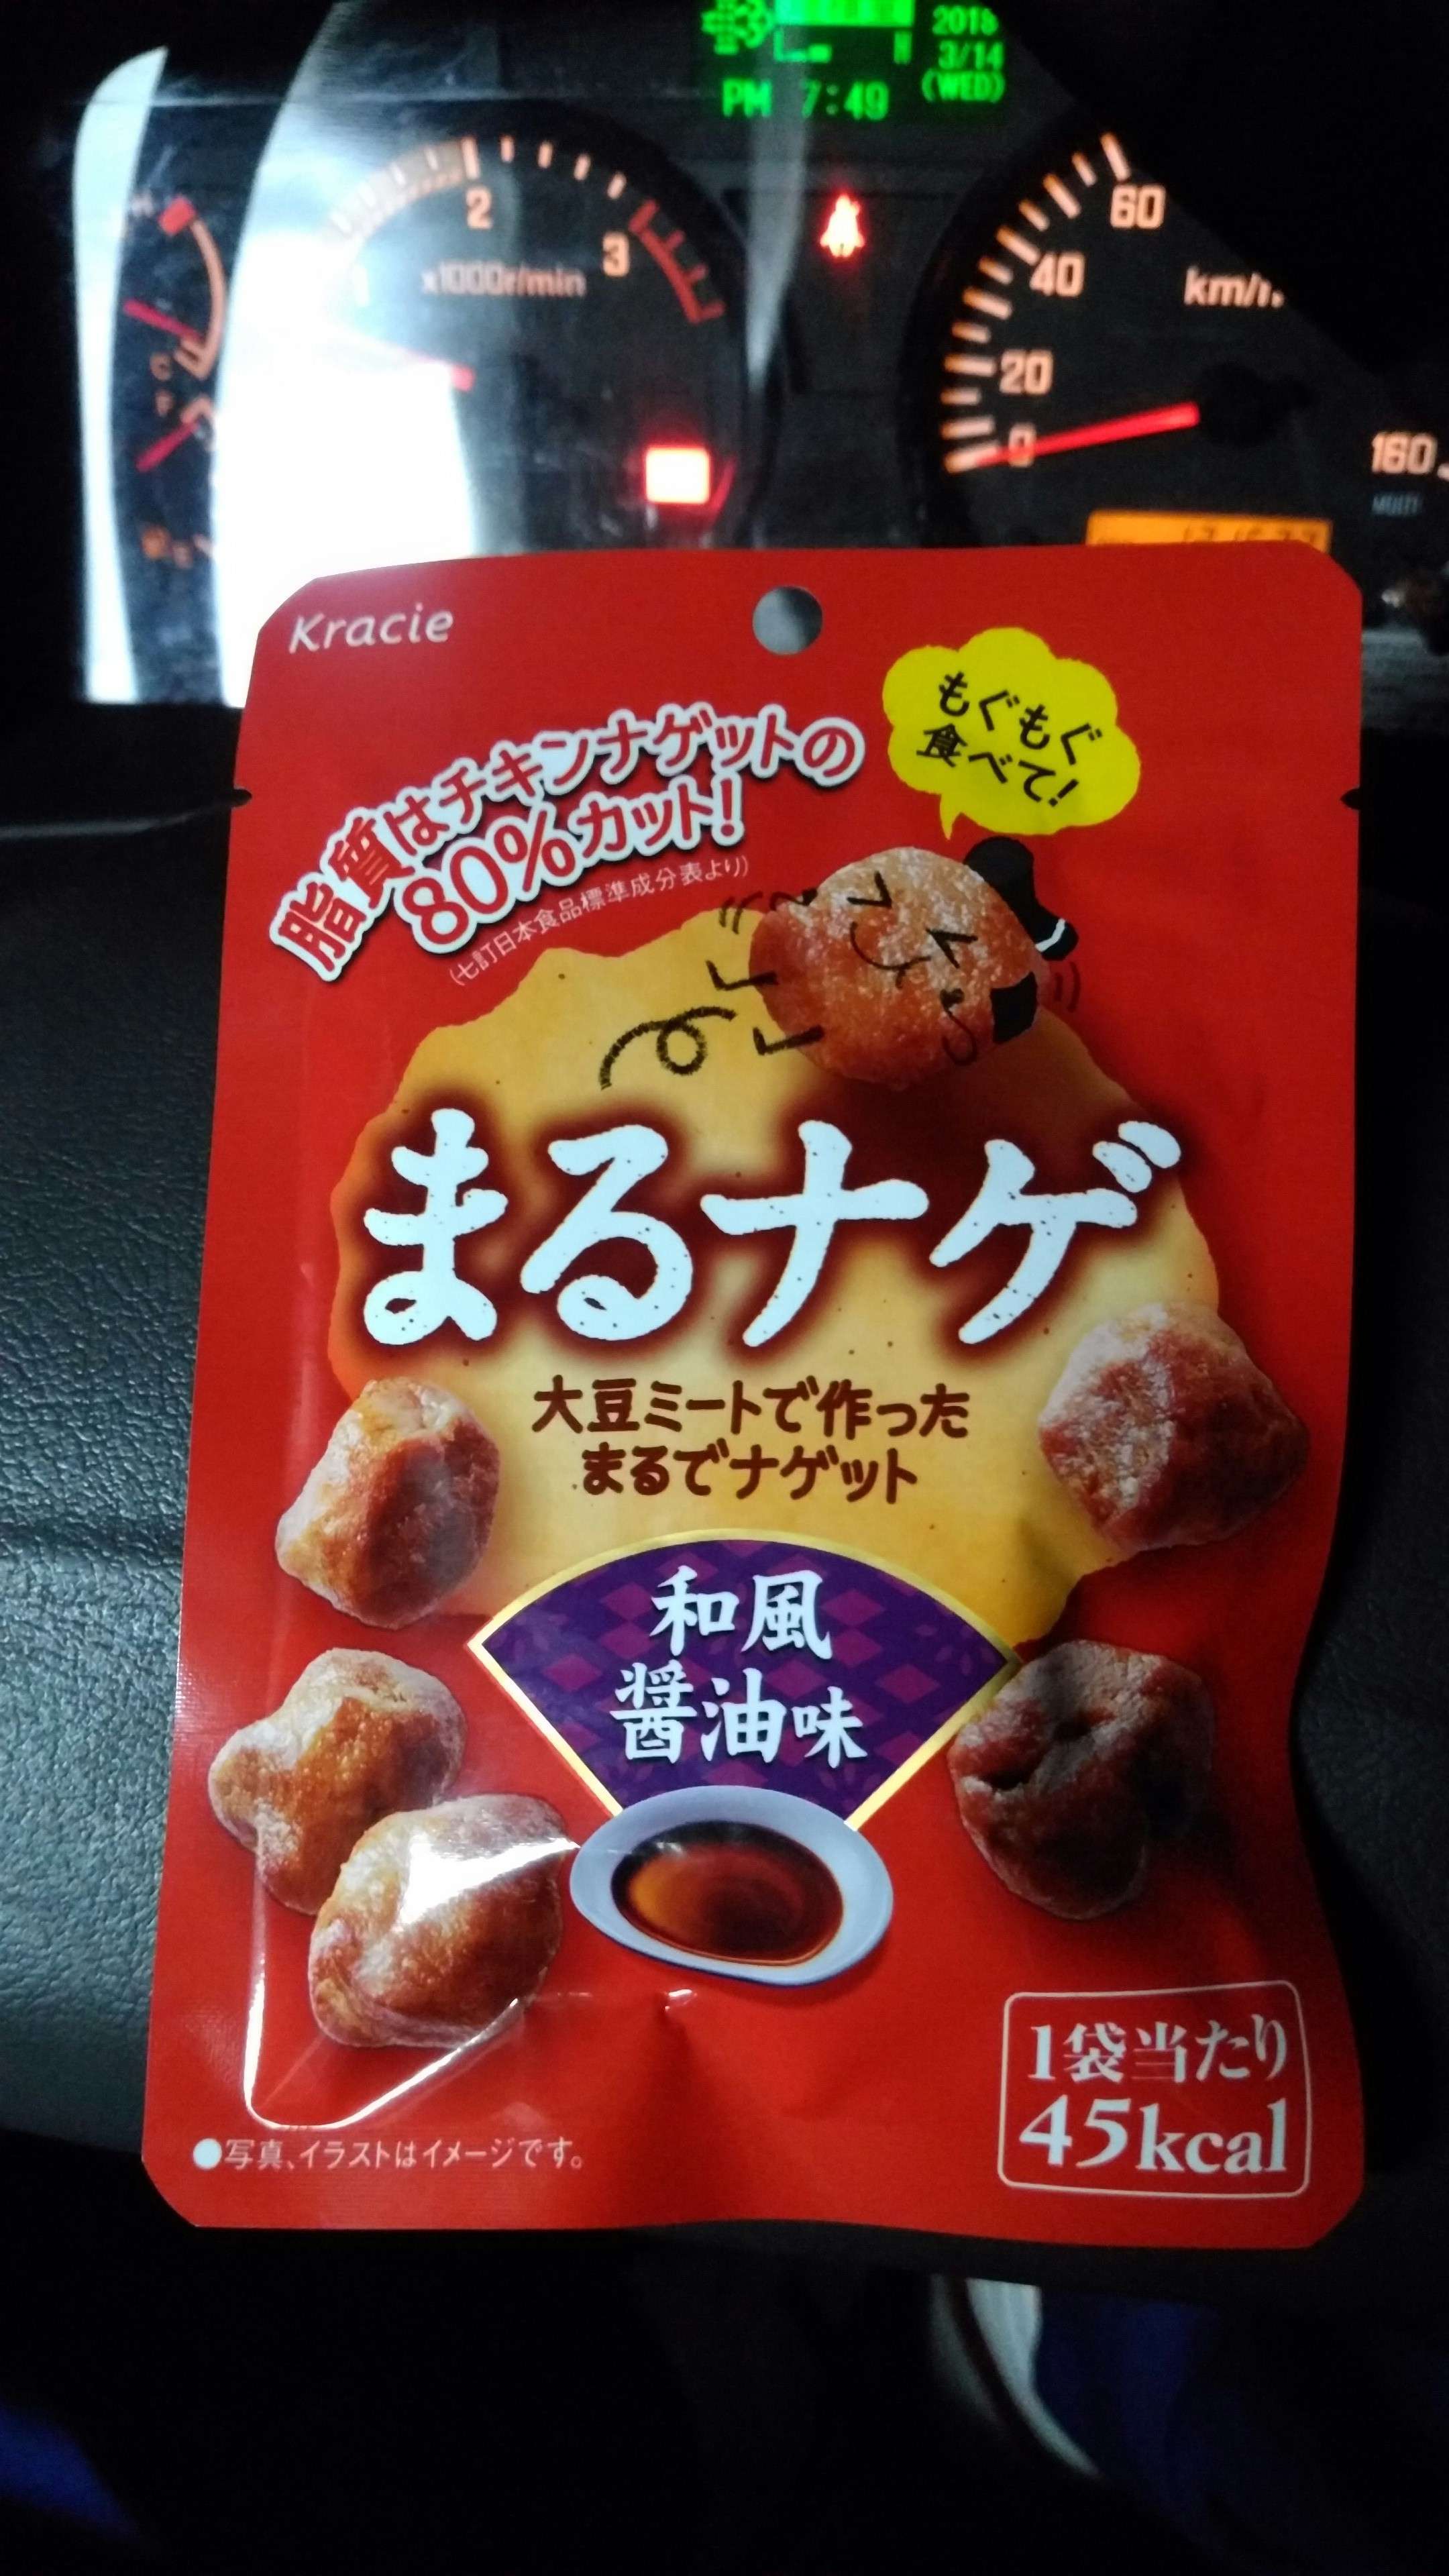 2018
3/14
(WED)
PM 7:49
2
3
x1000r/min
60
40
20
0
km/h
160
Kracie
もぐもぐ
食べて!
脂質はチキンナゲットの
80%カット!
(七訂日本食品標準成分表より)
まるナゲ
大豆ミートで作った
まるでナゲット
和風
醤油味
1袋当たり
45kcal
●写真、イラストはイメージです。